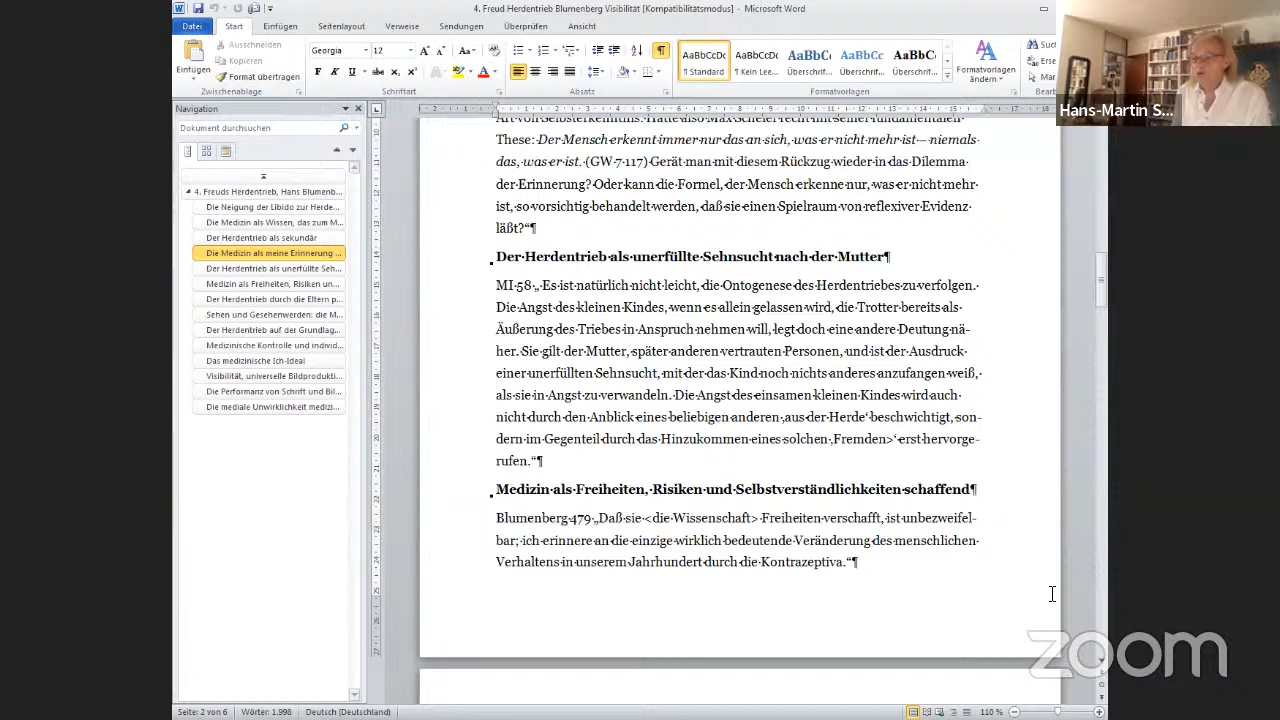 4. Freud Herdentrieb Blumenberg Visibilität [Kompatibilitätsmodus] - Microsoft Word
Datei Start Einfügen Seitenlayout Verweise Sendungen Überprüfen Ansicht
Einfügen
Ausschneiden
Kopieren
Format übertragen
Zwischenablage
Georgia 12
Schriftart
Absatz
AaBbCcDc AaBbCcDc AaBbC AaBbCc AaBbC
¶ Standard ¶ Kein Lee... Überschrif... Überschrif... Überschrif...
Formatvorlagen ändern
Formatvorlagen
Suc
Erse
Mar
Bearb
Hans-Martin S...
Navigation
Dokument durchsuchen
4. Freuds Herdentrieb, Hans Blumenb...
Die Neigung der Libido zur Herde...
Die Medizin als Wissen, das zum M...
Der Herdentrieb als sekundär
Die Medizin als meine Erinnerung ...
Der Herdentrieb als unerfüllte Seh...
Medizin als Freiheiten, Risiken un...
Der Herdentrieb durch die Eltern p...
Sehen und Gesehenwerden: die M...
Der Herdentrieb auf der Grundlag...
Medizinische Kontrolle und individ...
Das medizinische Ich-Ideal
Visibilität, universelle Bildprodukti...
Die Performanz von Schrift und Bil...
Die mediale Unwirklichkeit medizi...
These: Der Mensch erkennt immer nur das an sich, was er nicht mehr ist – niemals
das, was er ist. (GW 7 117) Gerät man mit diesem Rückzug wieder in das Dilemma
der Erinnerung? Oder kann die Formel, der Mensch erkenne nur, was er nicht mehr
ist, so vorsichtig behandelt werden, daß sie einen Spielraum von reflexiver Evidenz
läßt?“¶
Der Herdentrieb als unerfüllte Sehnsucht nach der Mutter¶
MI 58 „ Es ist natürlich nicht leicht, die Ontogenese des Herdentriebes zu verfolgen.
Die Angst des kleinen Kindes, wenn es allein gelassen wird, die Trotter bereits als
Äußerung des Triebes in Anspruch nehmen will, legt doch eine andere Deutung nä-
her. Sie gilt der Mutter, später anderen vertrauten Personen, und ist der Ausdruck
einer unerfüllten Sehnsucht, mit der das Kind noch nichts anderes anzufangen weiß,
als sie in Angst zu verwandeln. Die Angst des einsamen kleinen Kindes wird auch
nicht durch den Anblick eines beliebigen anderen ‚aus der Herde‘ beschwichtigt, son-
dern im Gegenteil durch das Hinzukommen eines solchen ‚Fremden>‘ erst hervorge-
rufen.“¶
Medizin als Freiheiten, Risiken und Selbstverständlichkeiten schaffend¶
Blumenberg 479 „Daß sie <die Wissenschaft> Freiheiten verschafft, ist unbezweifel-
bar; ich erinnere an die einzige wirklich bedeutende Veränderung des menschlichen
Verhaltens in unserem Jahrhundert durch die Kontrazeptiva.“¶
zoom
Seite: 2 von 6 Wörter: 1.998 Deutsch (Deutschland) 110 %